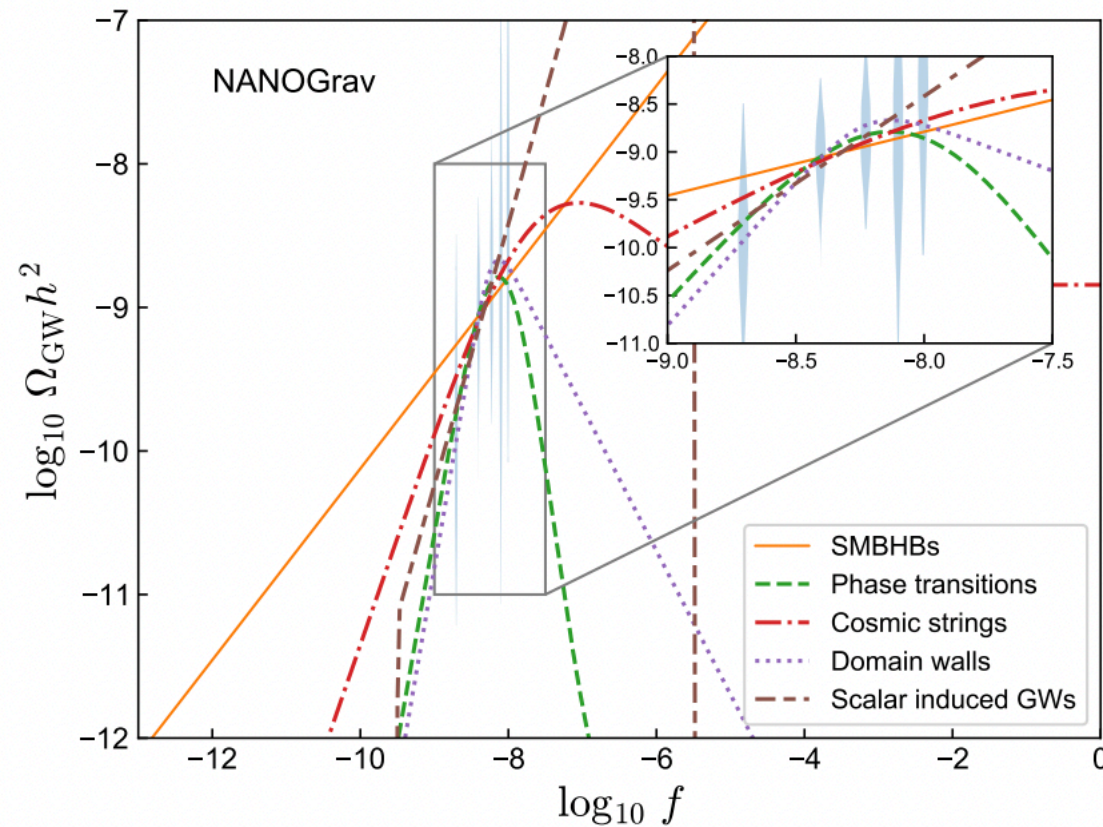 NANOGrav
log₁₀ Ω_GW h²
−7
−8
−9
−10
−11
−12
−8.0
−8.5
−9.0
−9.5
−10.0
−10.5
−11.0
−9.0 −8.5 −8.0 −7.5
SMBHBs
Phase transitions
Cosmic strings
Domain walls
Scalar induced GWs
−12 −10 −8 −6 −4 −2 0
log₁₀ f